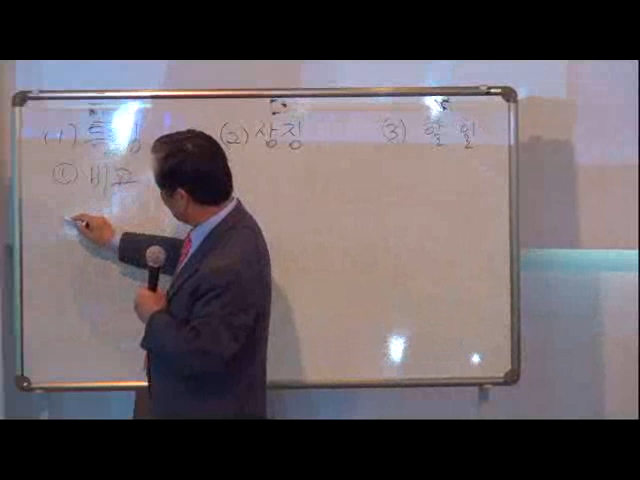 (1) 특징 (2) 상징 (3) 할 일
① 비교